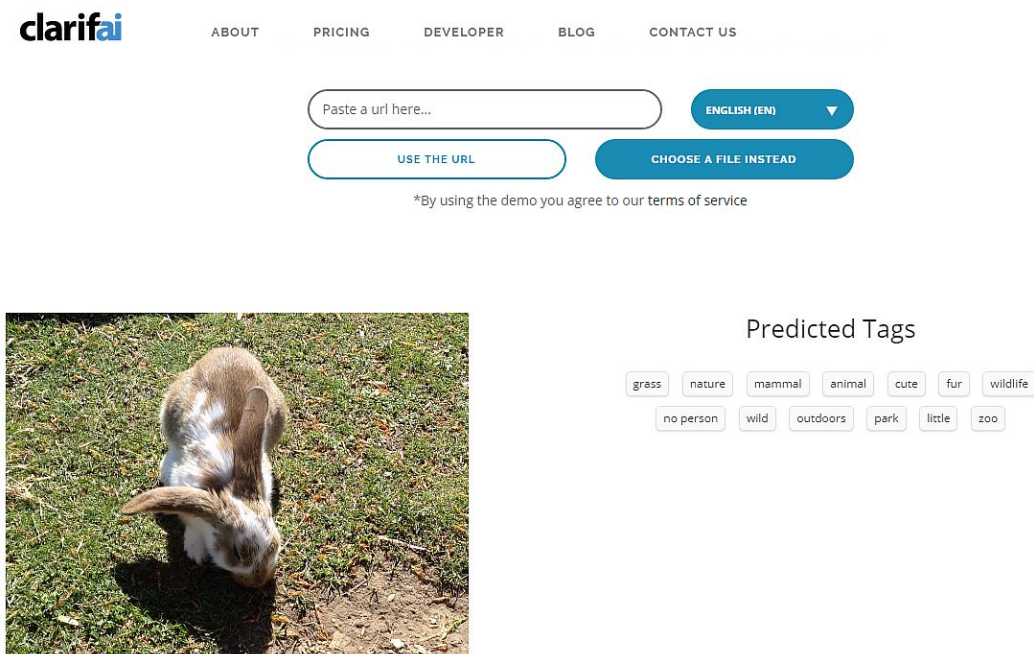 clarifai
ABOUT PRICING DEVELOPER BLOG CONTACT US
Paste a url here... ENGLISH (EN)
USE THE URL CHOOSE A FILE INSTEAD
*By using the demo you agree to our terms of service
Predicted Tags
grass nature mammal animal cute fur wildlife
no person wild outdoors park little zoo